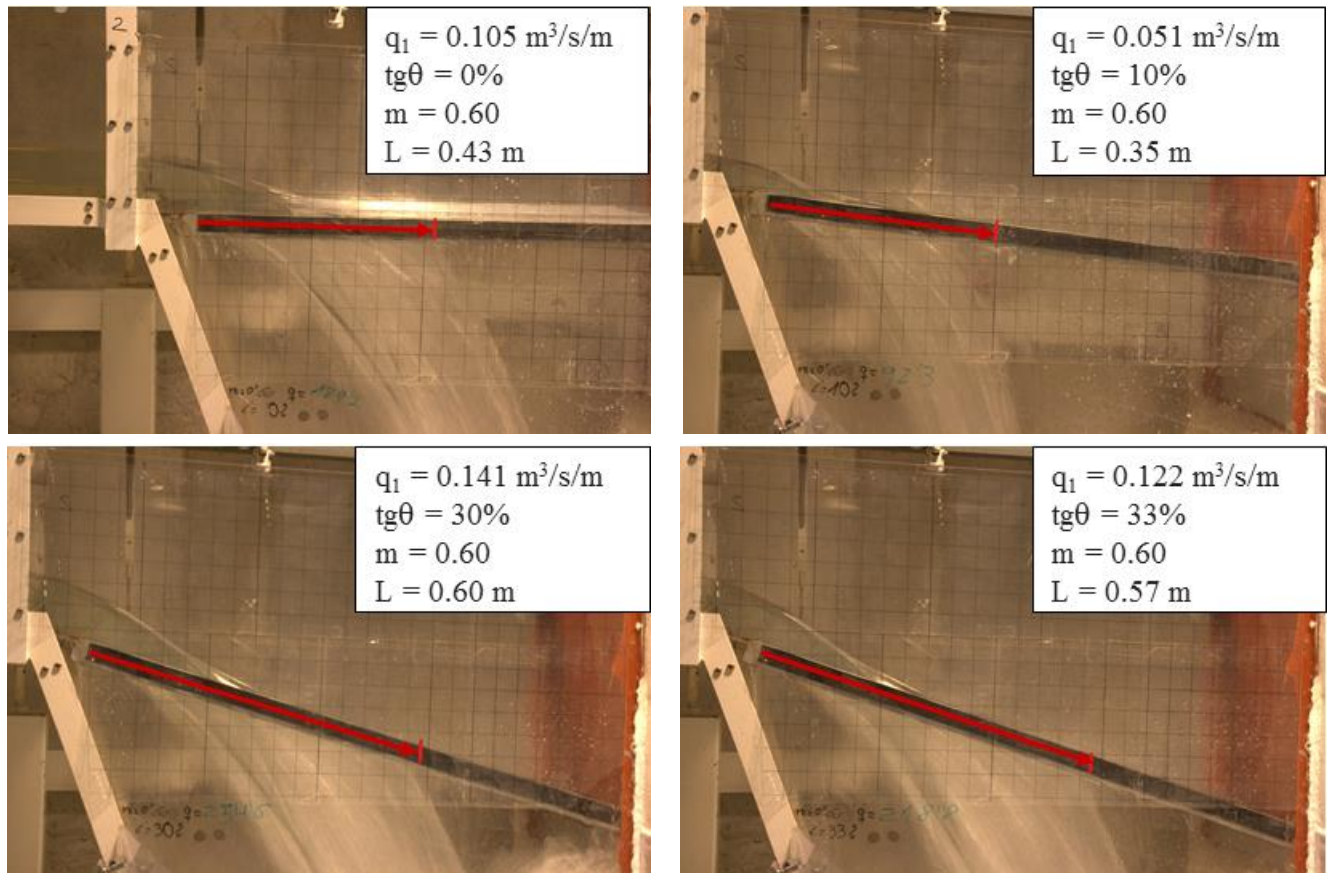 2
q₁ = 0.105 m³/s/m
tgθ = 0%
m = 0.60
L = 0.43 m
q₁ = 0.051 m³/s/m
tgθ = 10%
m = 0.60
L = 0.35 m
q₁ = 0.141 m³/s/m
tgθ = 30%
m = 0.60
L = 0.60 m
q₁ = 0.122 m³/s/m
tgθ = 33%
m = 0.60
L = 0.57 m